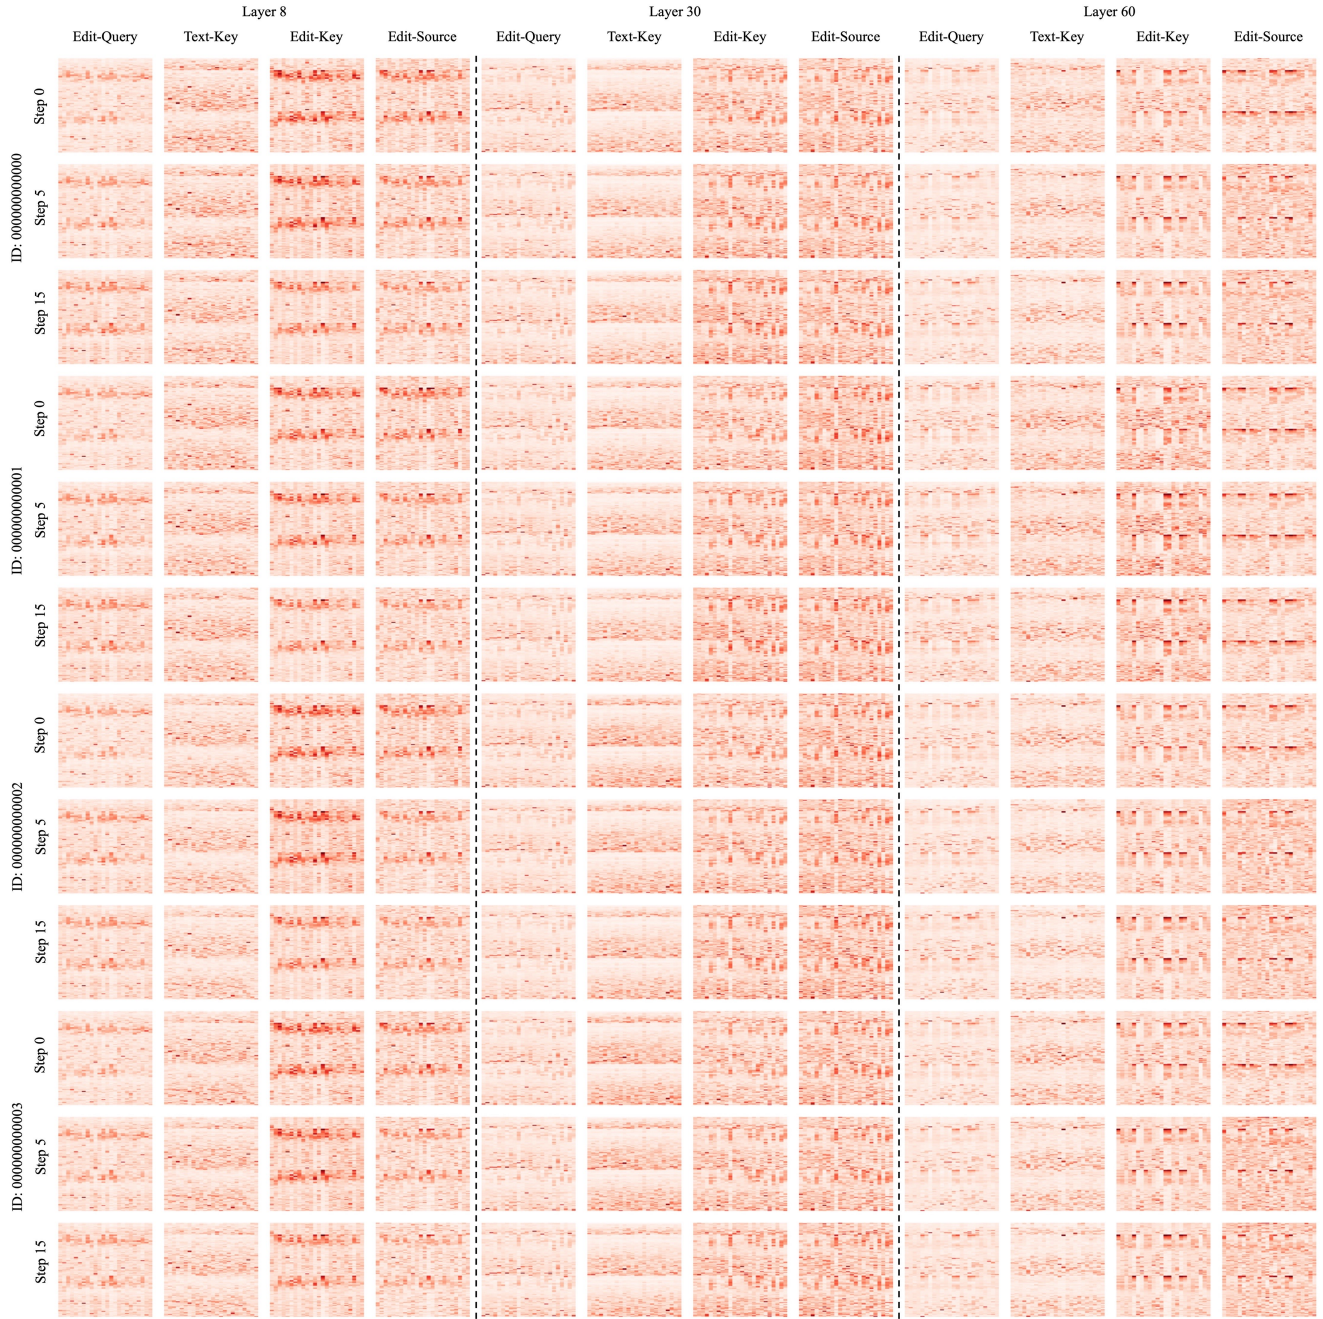 Layer 8 Layer 30 Layer 60
Edit-Query Text-Key Edit-Key Edit-Source Edit-Query Text-Key Edit-Key Edit-Source Edit-Query Text-Key Edit-Key Edit-Source
ID: 000000000000
Step 0
Step 5
Step 15
ID: 000000000001
Step 0
Step 5
Step 15
ID: 000000000002
Step 0
Step 5
Step 15
ID: 000000000003
Step 0
Step 5
Step 15